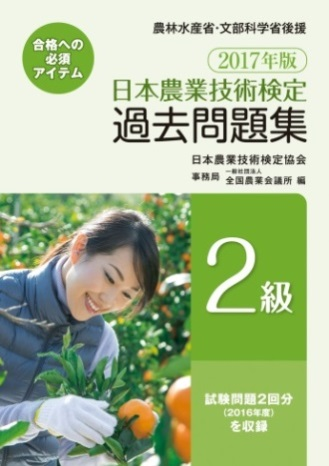 農林水産省・文部科学省後援
合格への
必須
アイテム
2017年版
日本農業技術検定
過去問題集
日本農業技術検定協会
事務局 一般社団法人 全国農業会議所 編
2級
試験問題2回分
(2016年度)
を収録